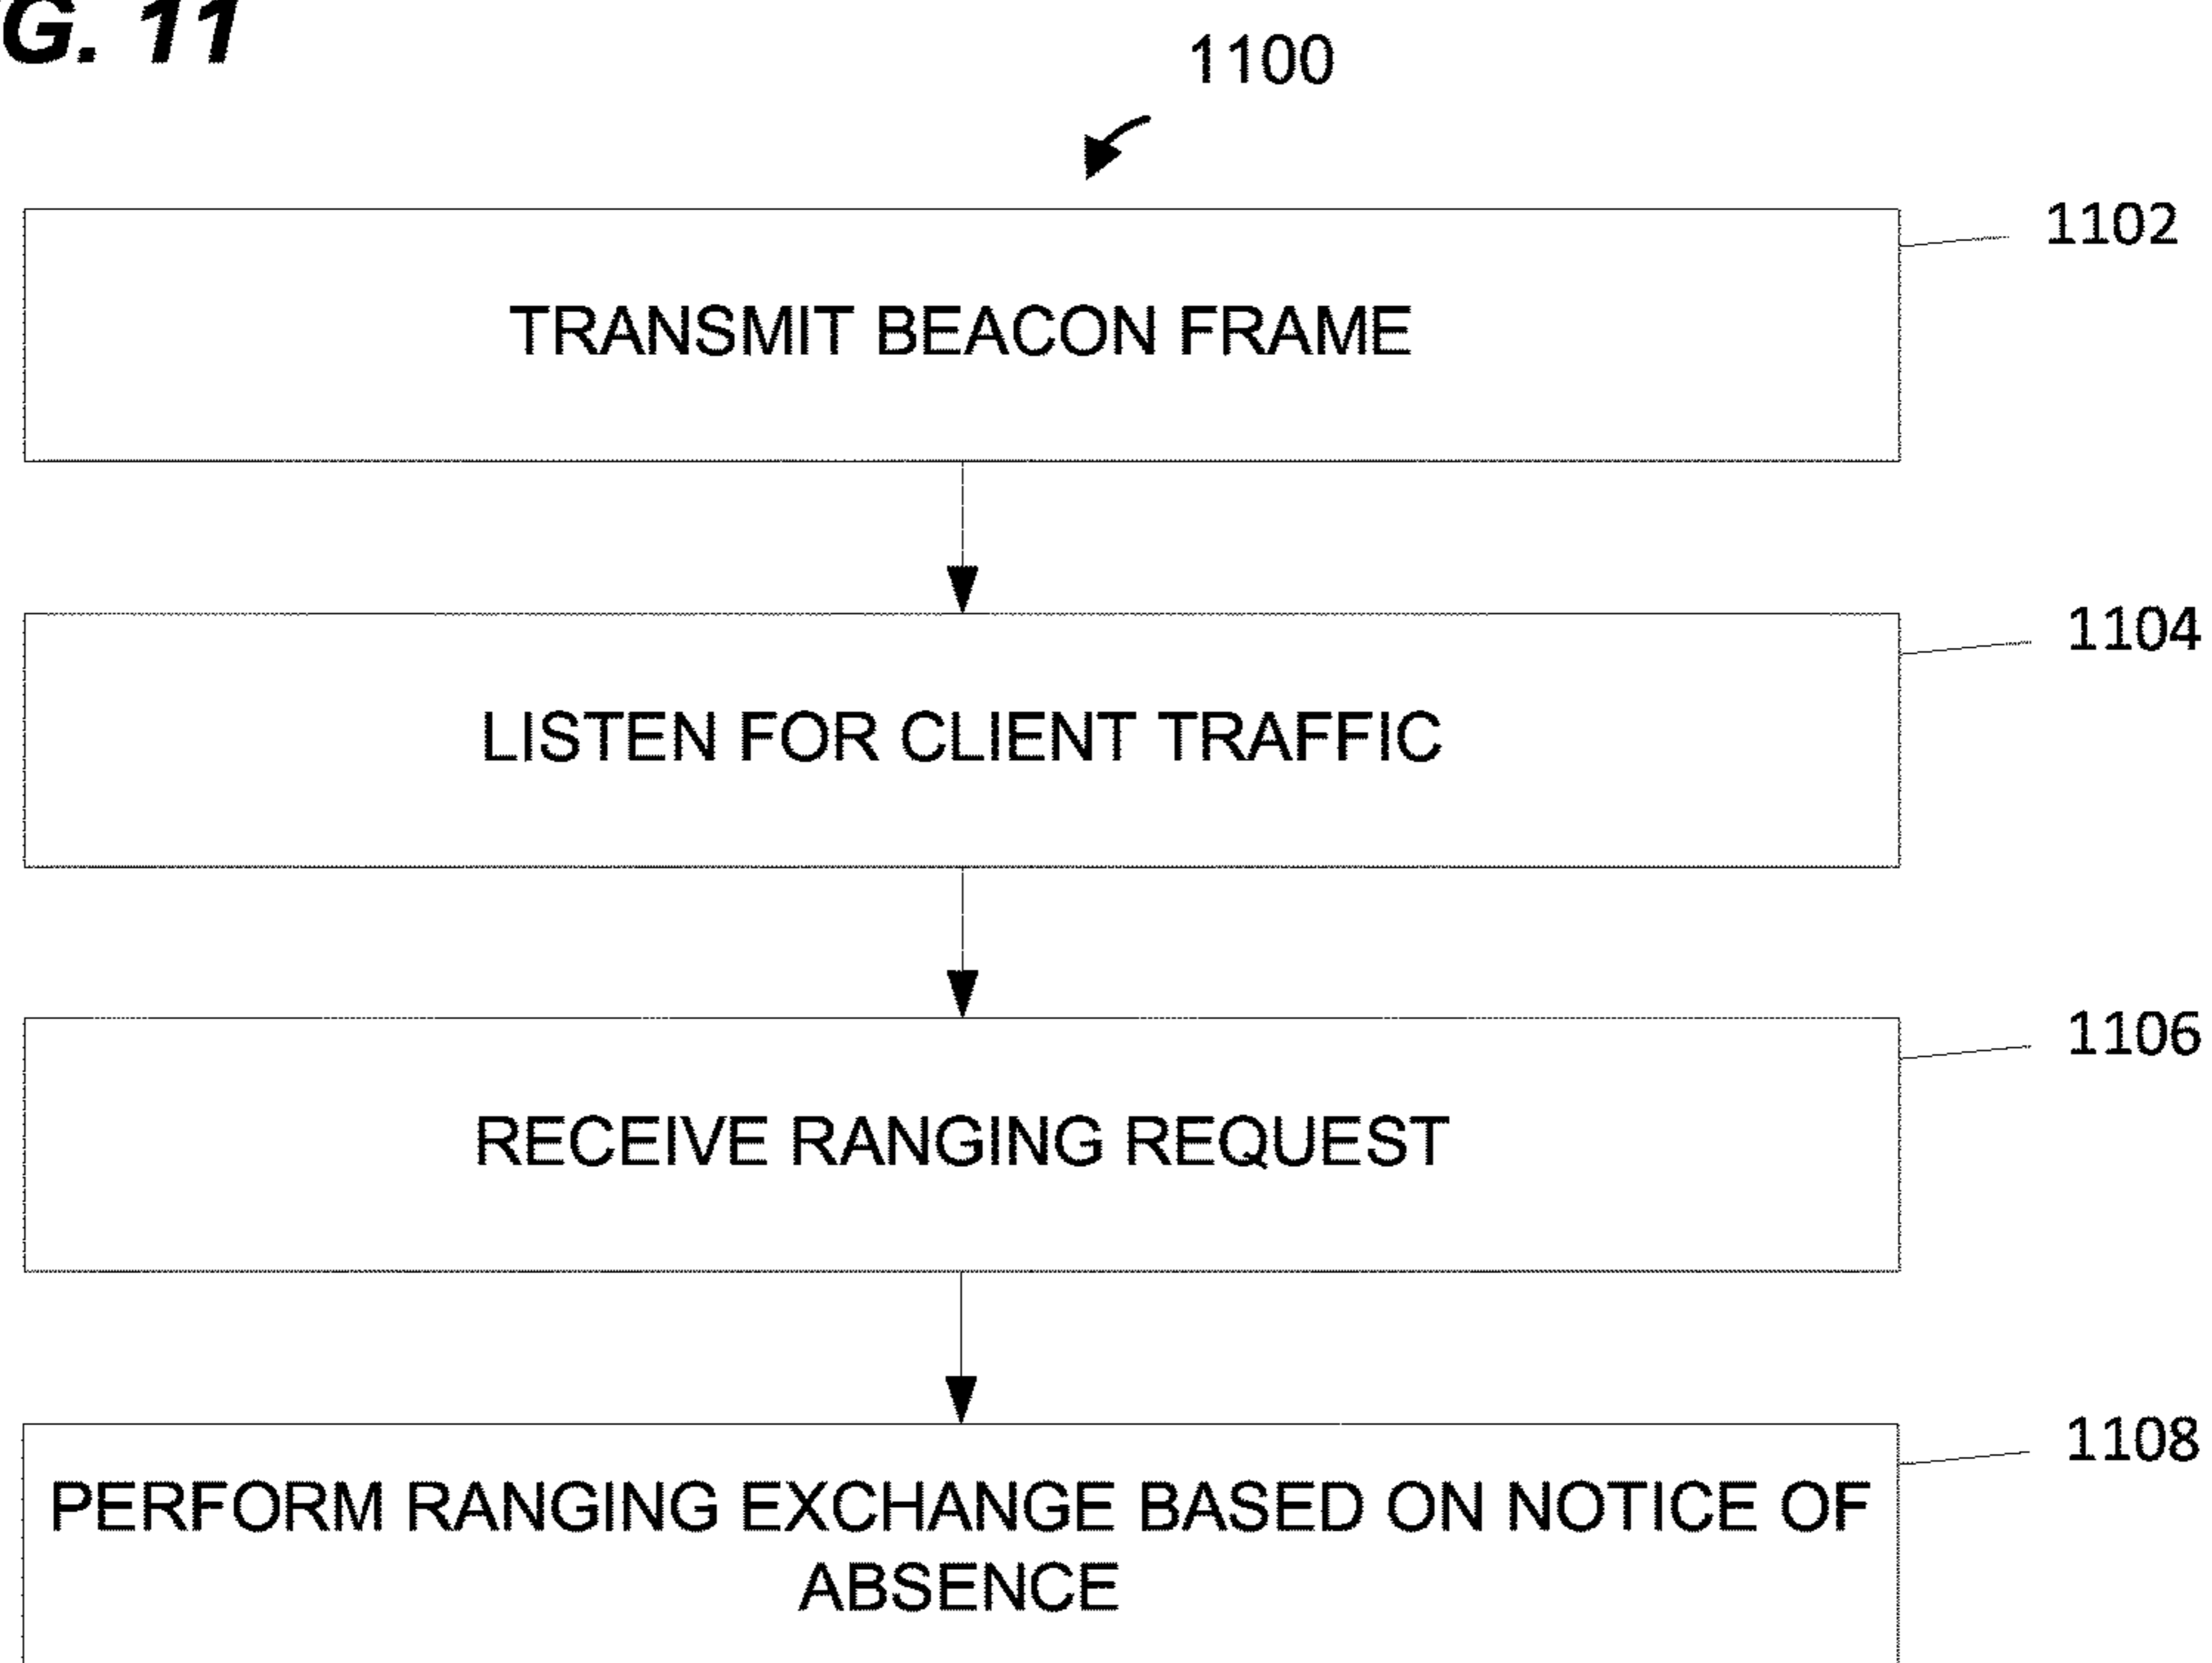 G. 11
1100
1102
TRANSMIT BEACON FRAME
1104
LISTEN FOR CLIENT TRAFFIC
1106
RECEIVE RANGING REQUEST
1108
PERFORM RANGING EXCHANGE BASED ON NOTICE OF
ABSENCE